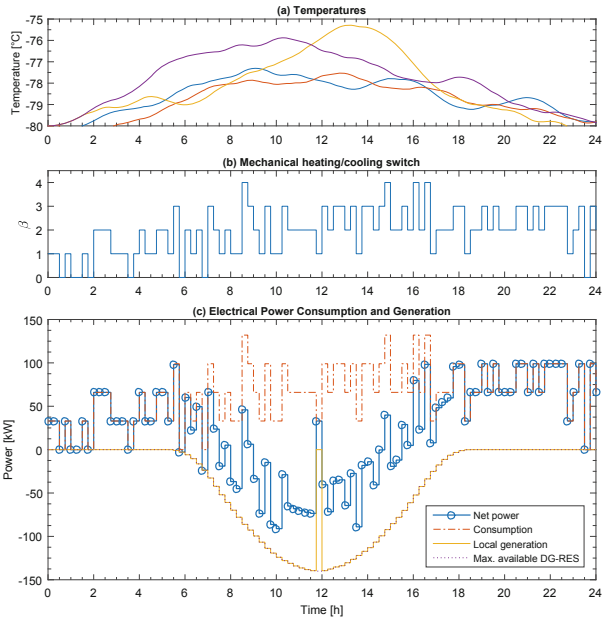 (a) Temperatures
Temperature [°C]
-75
-76
-77
-78
-79
-80
0 2 4 6 8 10 12 14 16 18 20 22 24
(b) Mechanical heating/cooling switch
β
4
3
2
1
0
0 2 4 6 8 10 12 14 16 18 20 22 24
(c) Electrical Power Consumption and Generation
Power [kW]
150
100
50
0
-50
-100
-150
Net power
Consumption
Local generation
Max. available DG-RES
0 2 4 6 8 10 12 14 16 18 20 22 24
Time [h]